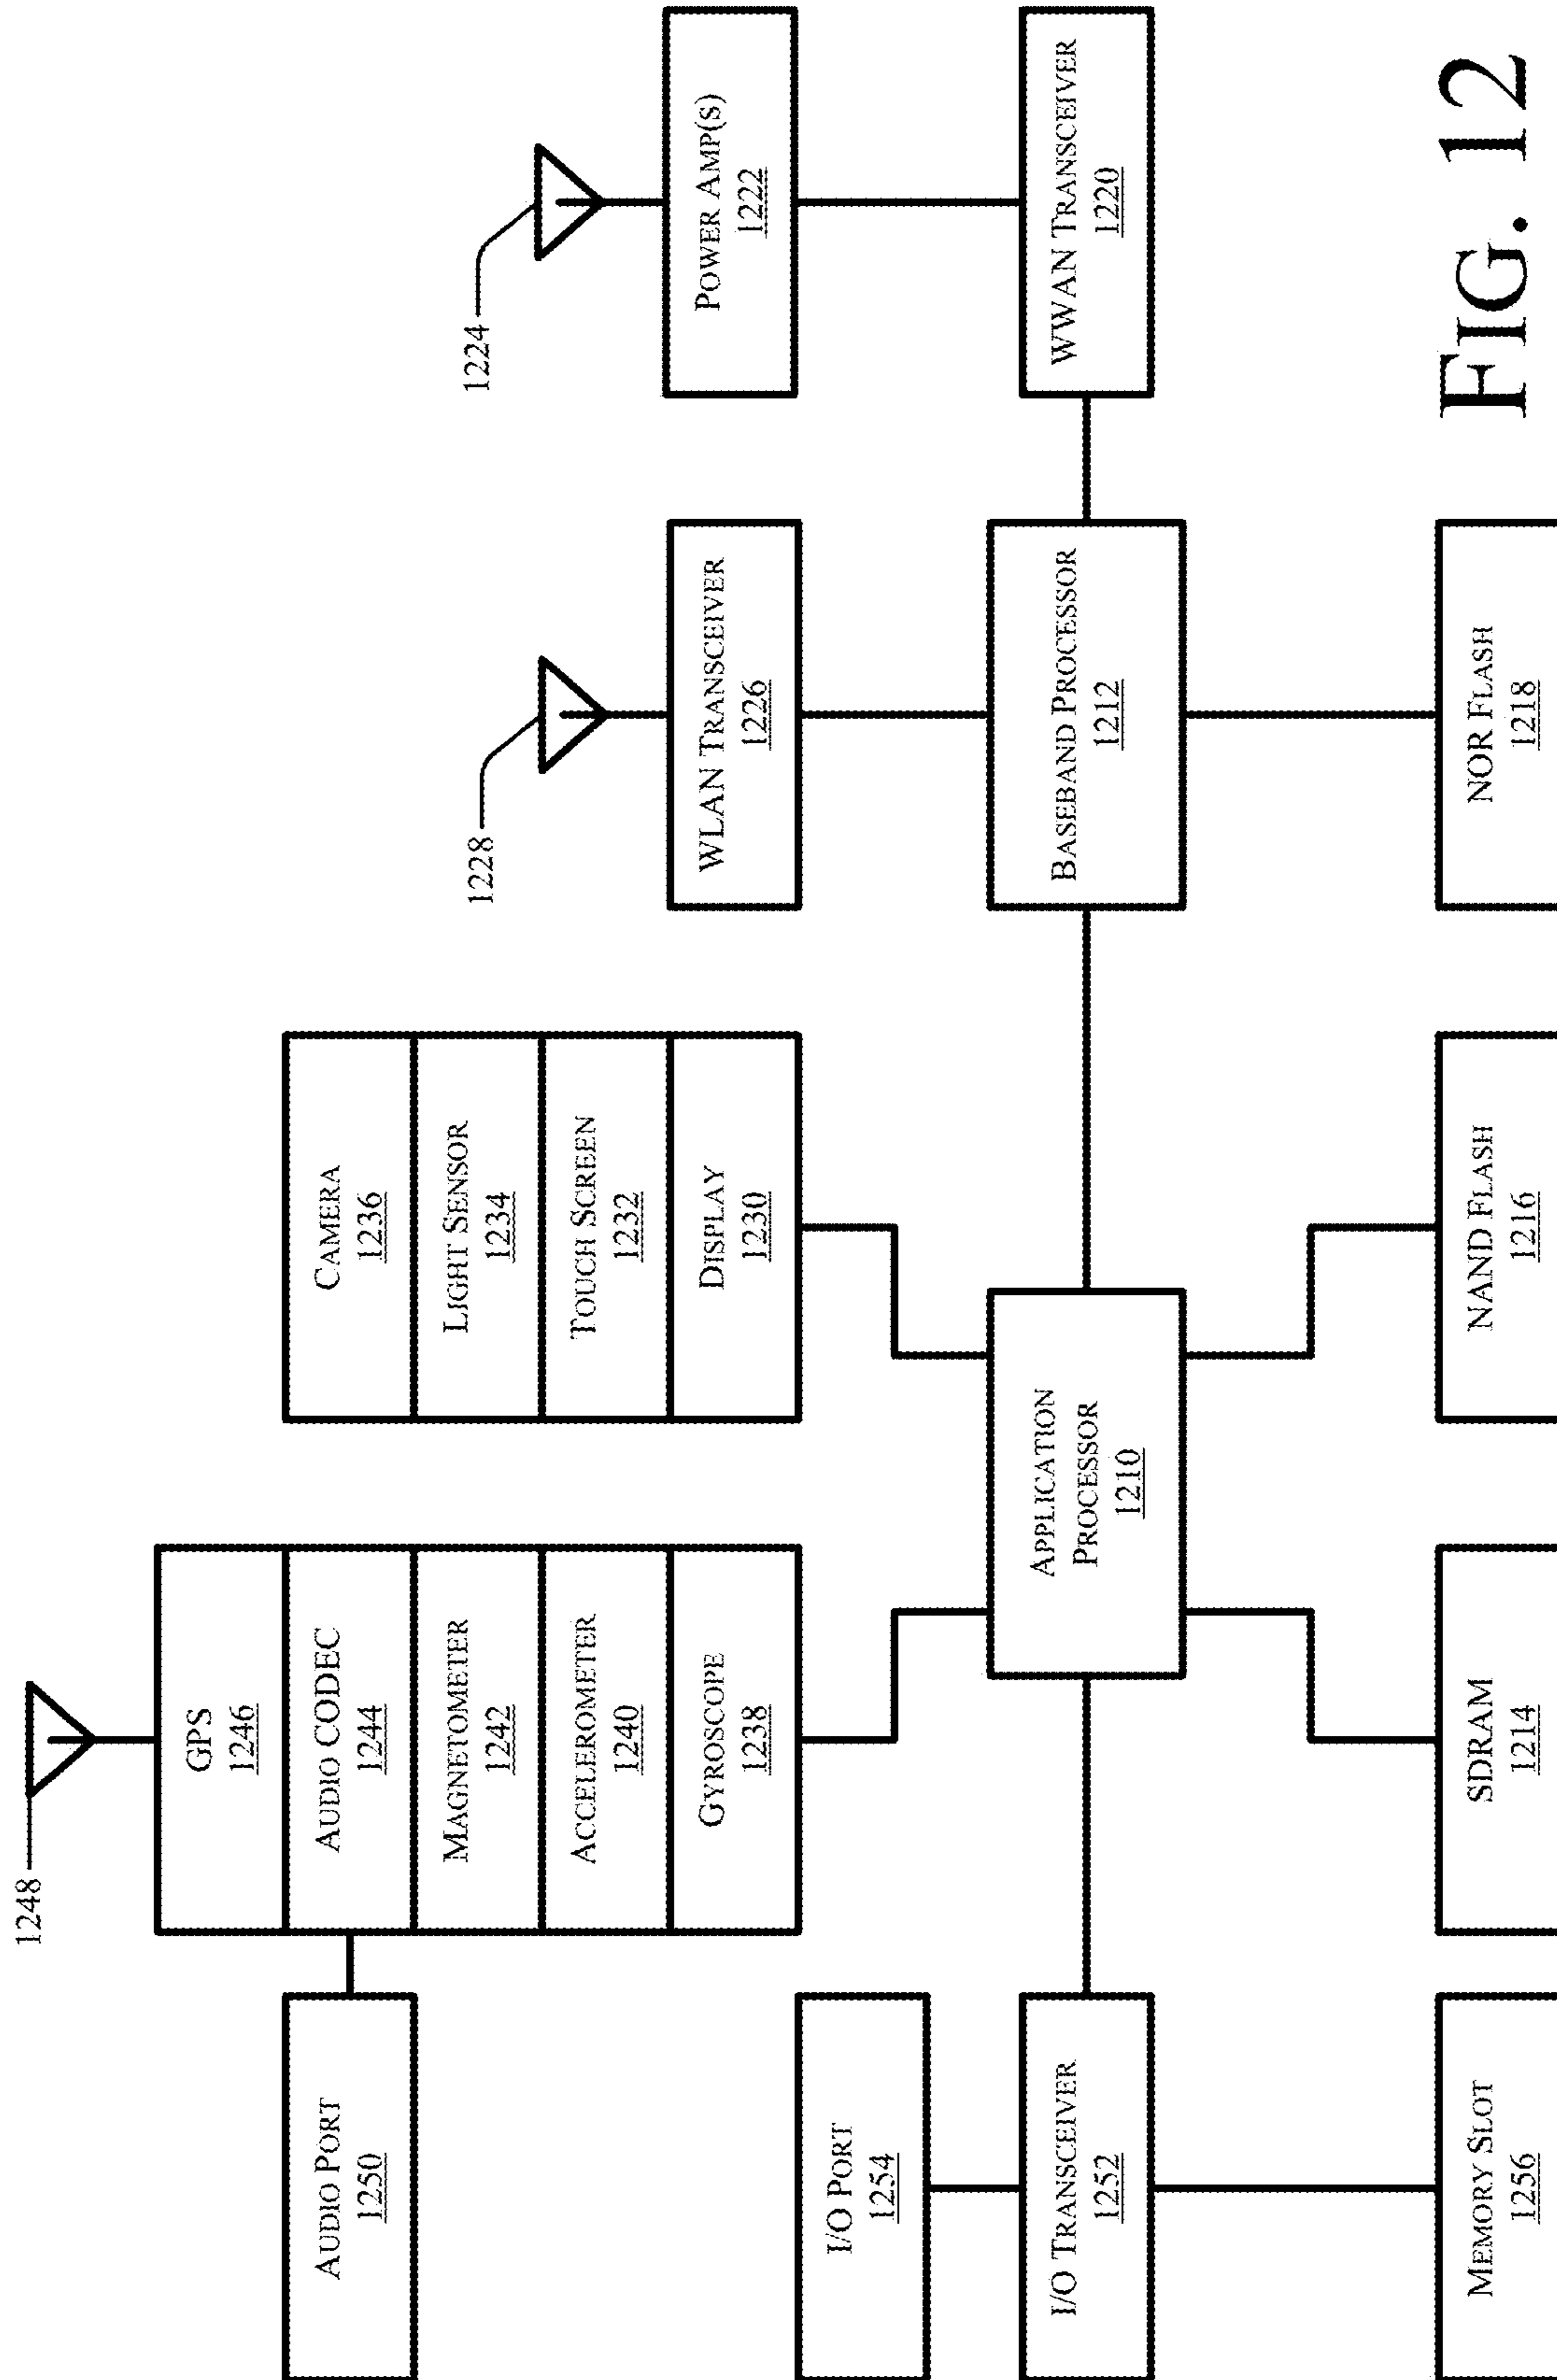 1248
GPS
1246
AUDIO PORT
1250
AUDIO CODEC
1244
MAGNETOMETER
1242
ACCELEROMETER
1240
GYROSCOPE
1238
CAMERA
1236
LIGHT SENSOR
1234
TOUCH SCREEN
1232
DISPLAY
1230
1228
WLAN TRANSCEIVER
1226
1224
POWER AMP(S)
1222
I/O PORT
1254
I/O TRANSCEIVER
1252
APPLICATION
PROCESSOR
1210
BASEBAND PROCESSOR
1212
WWAN TRANSCEIVER
1220
MEMORY SLOT
1256
SDRAM
1214
NAND FLASH
1216
NOR FLASH
1218
FIG. 12